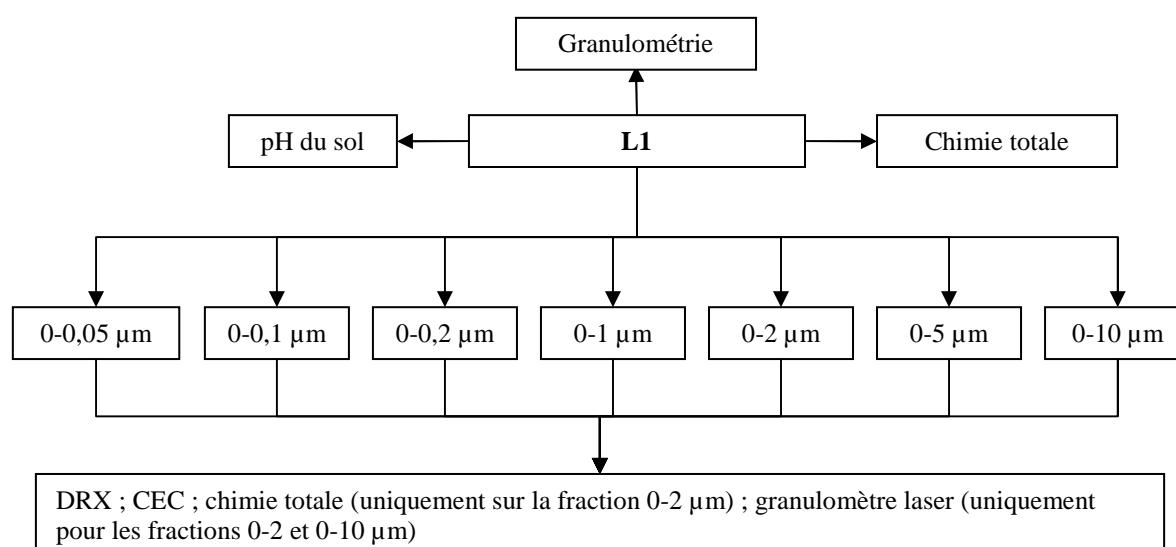 Granulométrie
pH du sol
L1
Chimie totale
0-0,05 µm
0-0,1 µm
0-0,2 µm
0-1 µm
0-2 µm
0-5 µm
0-10 µm
DRX ; CEC ; chimie totale (uniquement sur la fraction 0-2 µm) ; granulomètre laser (uniquement
pour les fractions 0-2 et 0-10 µm)